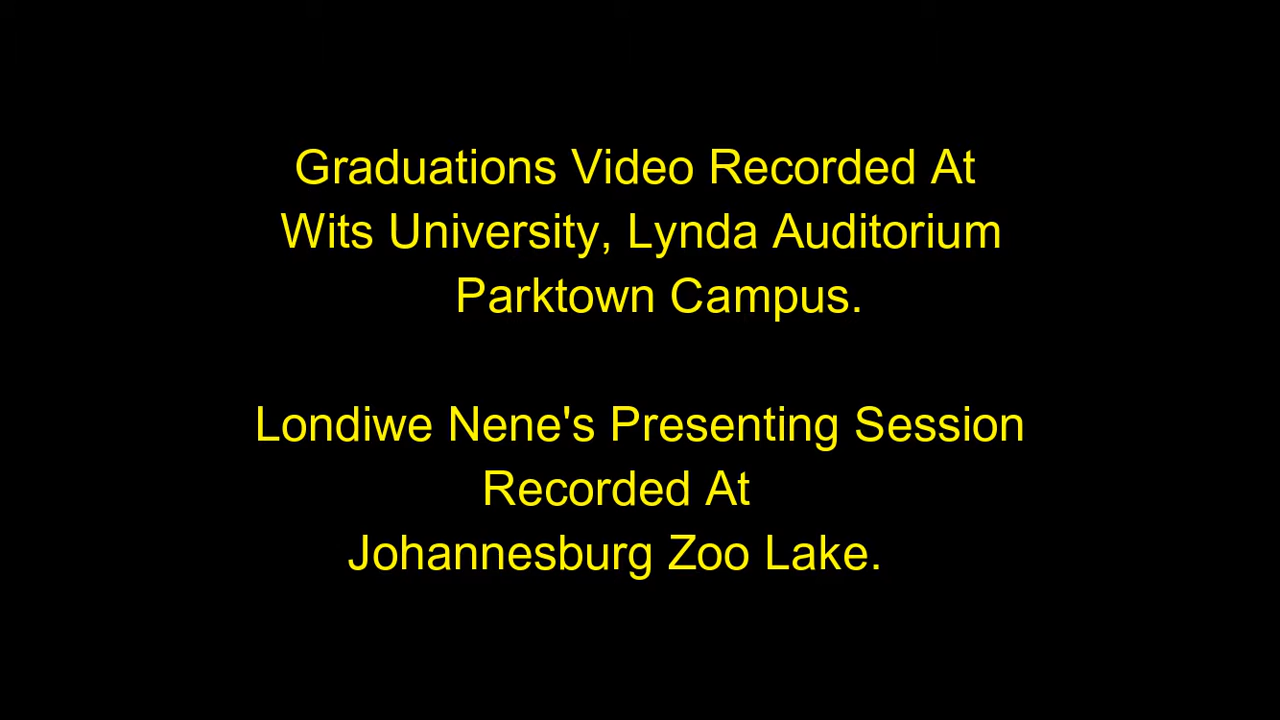 Graduations Video Recorded At
Wits University, Lynda Auditorium
Parktown Campus.
Londiwe Nene's Presenting Session
Recorded At
Johannesburg Zoo Lake.